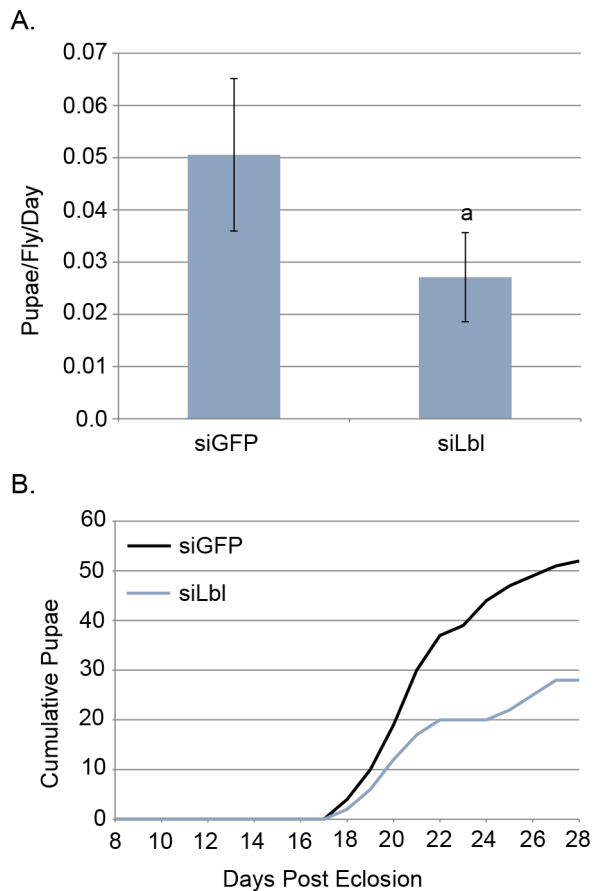 A.
0.07
0.06
0.05
0.04
0.03
0.02
0.01
0.0
Pupae/Fly/Day
a
siGFP siLbl
B.
60
50
40
30
20
10
0
Cumulative Pupae
siGFP
siLbl
8 10 12 14 16 18 20 22 24 26 28
Days Post Eclosion